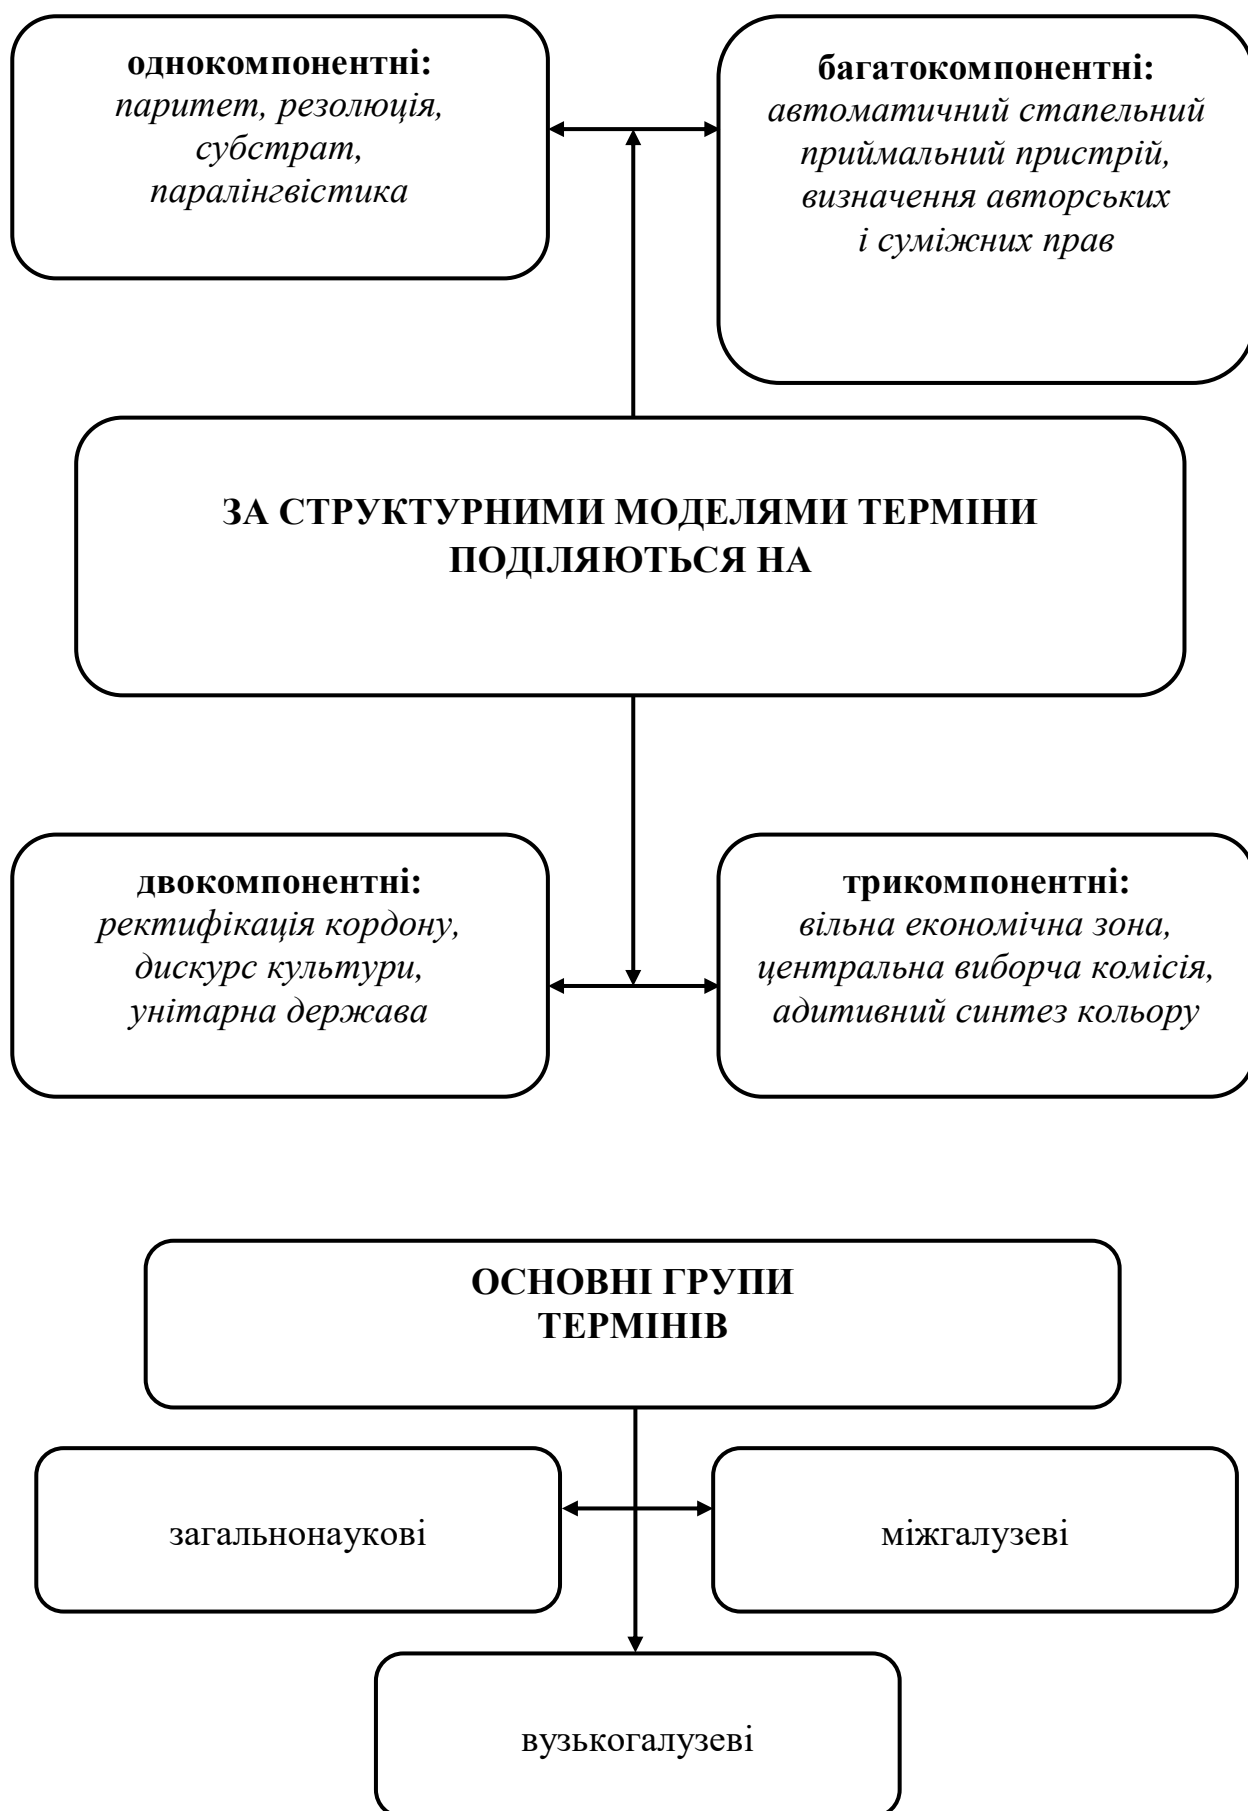 однокомпонентні:
паритет, резолюція,
субстрат,
паралінгвістика
багатокомпонентні:
автоматичний стапельний
приймальний пристрій,
визначення авторських
і суміжних прав
ЗА СТРУКТУРНИМИ МОДЕЛЯМИ ТЕРМІНИ
ПОДІЛЯЮТЬСЯ НА
двокомпонентні:
ректифікація кордону,
дискурс культури,
унітарна держава
трикомпонентні:
вільна економічна зона,
центральна виборча комісія,
адитивний синтез кольору
ОСНОВНІ ГРУПИ
ТЕРМІНІВ
загальнонаукові
міжгалузеві
вузькогалузеві